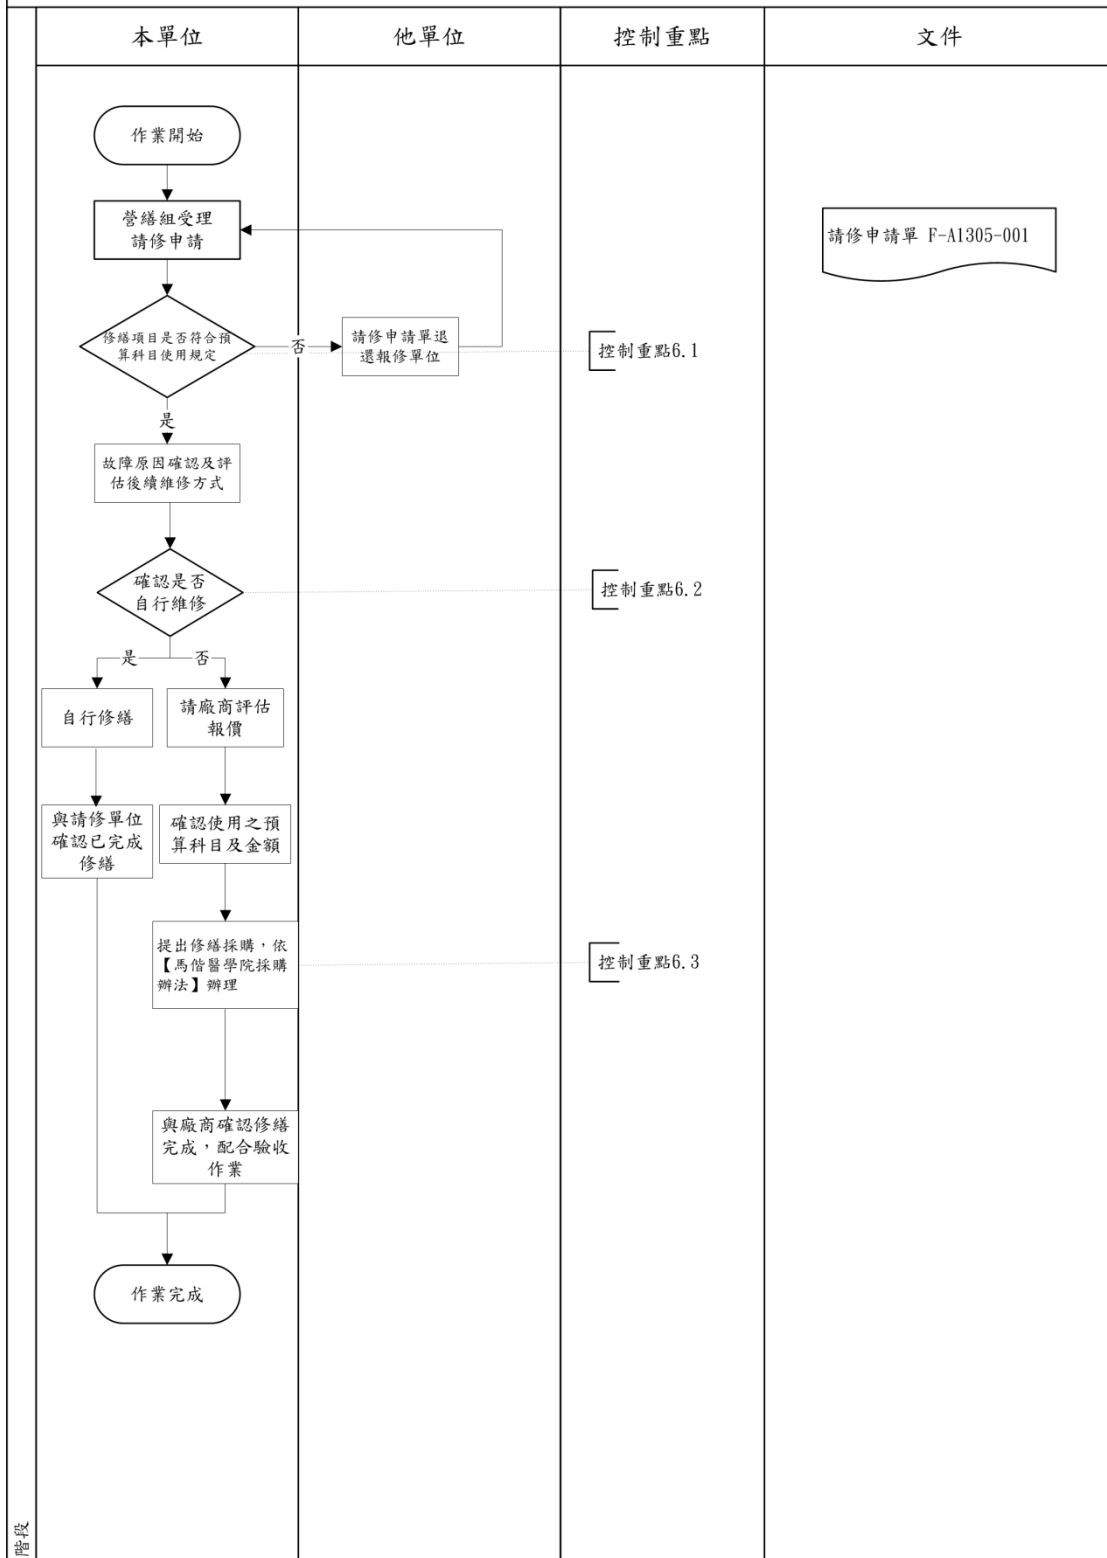 本單位
他單位
控制重點
文件
作業開始
營繕組受理
請修申請
請修申請單 F-A1305-001
修繕項目是否符合預
算科目使用規定
否
請修申請單退
還報修單位
控制重點6.1
是
故障原因確認及評
估後續維修方式
確認是否
自行維修
控制重點6.2
是
否
自行修繕
請廠商評估
報價
與請修單位
確認已完成
修繕
確認使用之預
算科目及金額
提出修繕採購，依
【馬偕醫學院採購
辦法】辦理
控制重點6.3
與廠商確認修繕
完成，配合驗收
作業
作業完成
階段